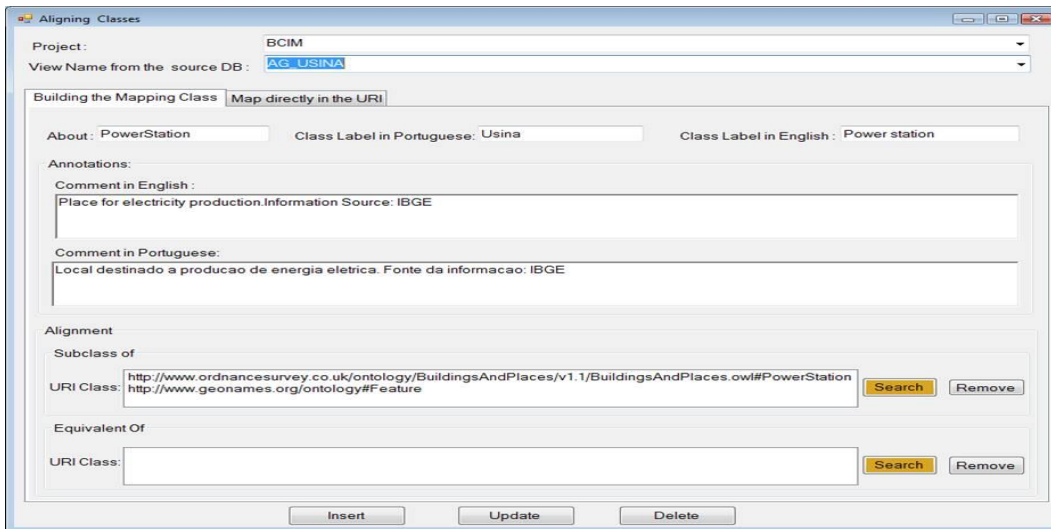 Aligning Classes
Project :
BCIM
View Name from the source DB :
AG_USINA
Building the Mapping Class
Map directly in the URI
About : PowerStation
Class Label in Portuguese: Usina
Class Label in English : Power station
Annotations:
Comment in English :
Place for electricity production.Information Source: IBGE
Comment in Portuguese:
Local destinado a producao de energia eletrica. Fonte da informacao: IBGE
Alignment
Subclass of
URI Class:
http://www.ordnancesurvey.co.uk/ontology/BuildingsAndPlaces/v1.1/BuildingsAndPlaces.owl#PowerStation
http://www.geonames.org/ontology#Feature
Search
Remove
Equivalent Of
URI Class:
Search
Remove
Insert
Update
Delete